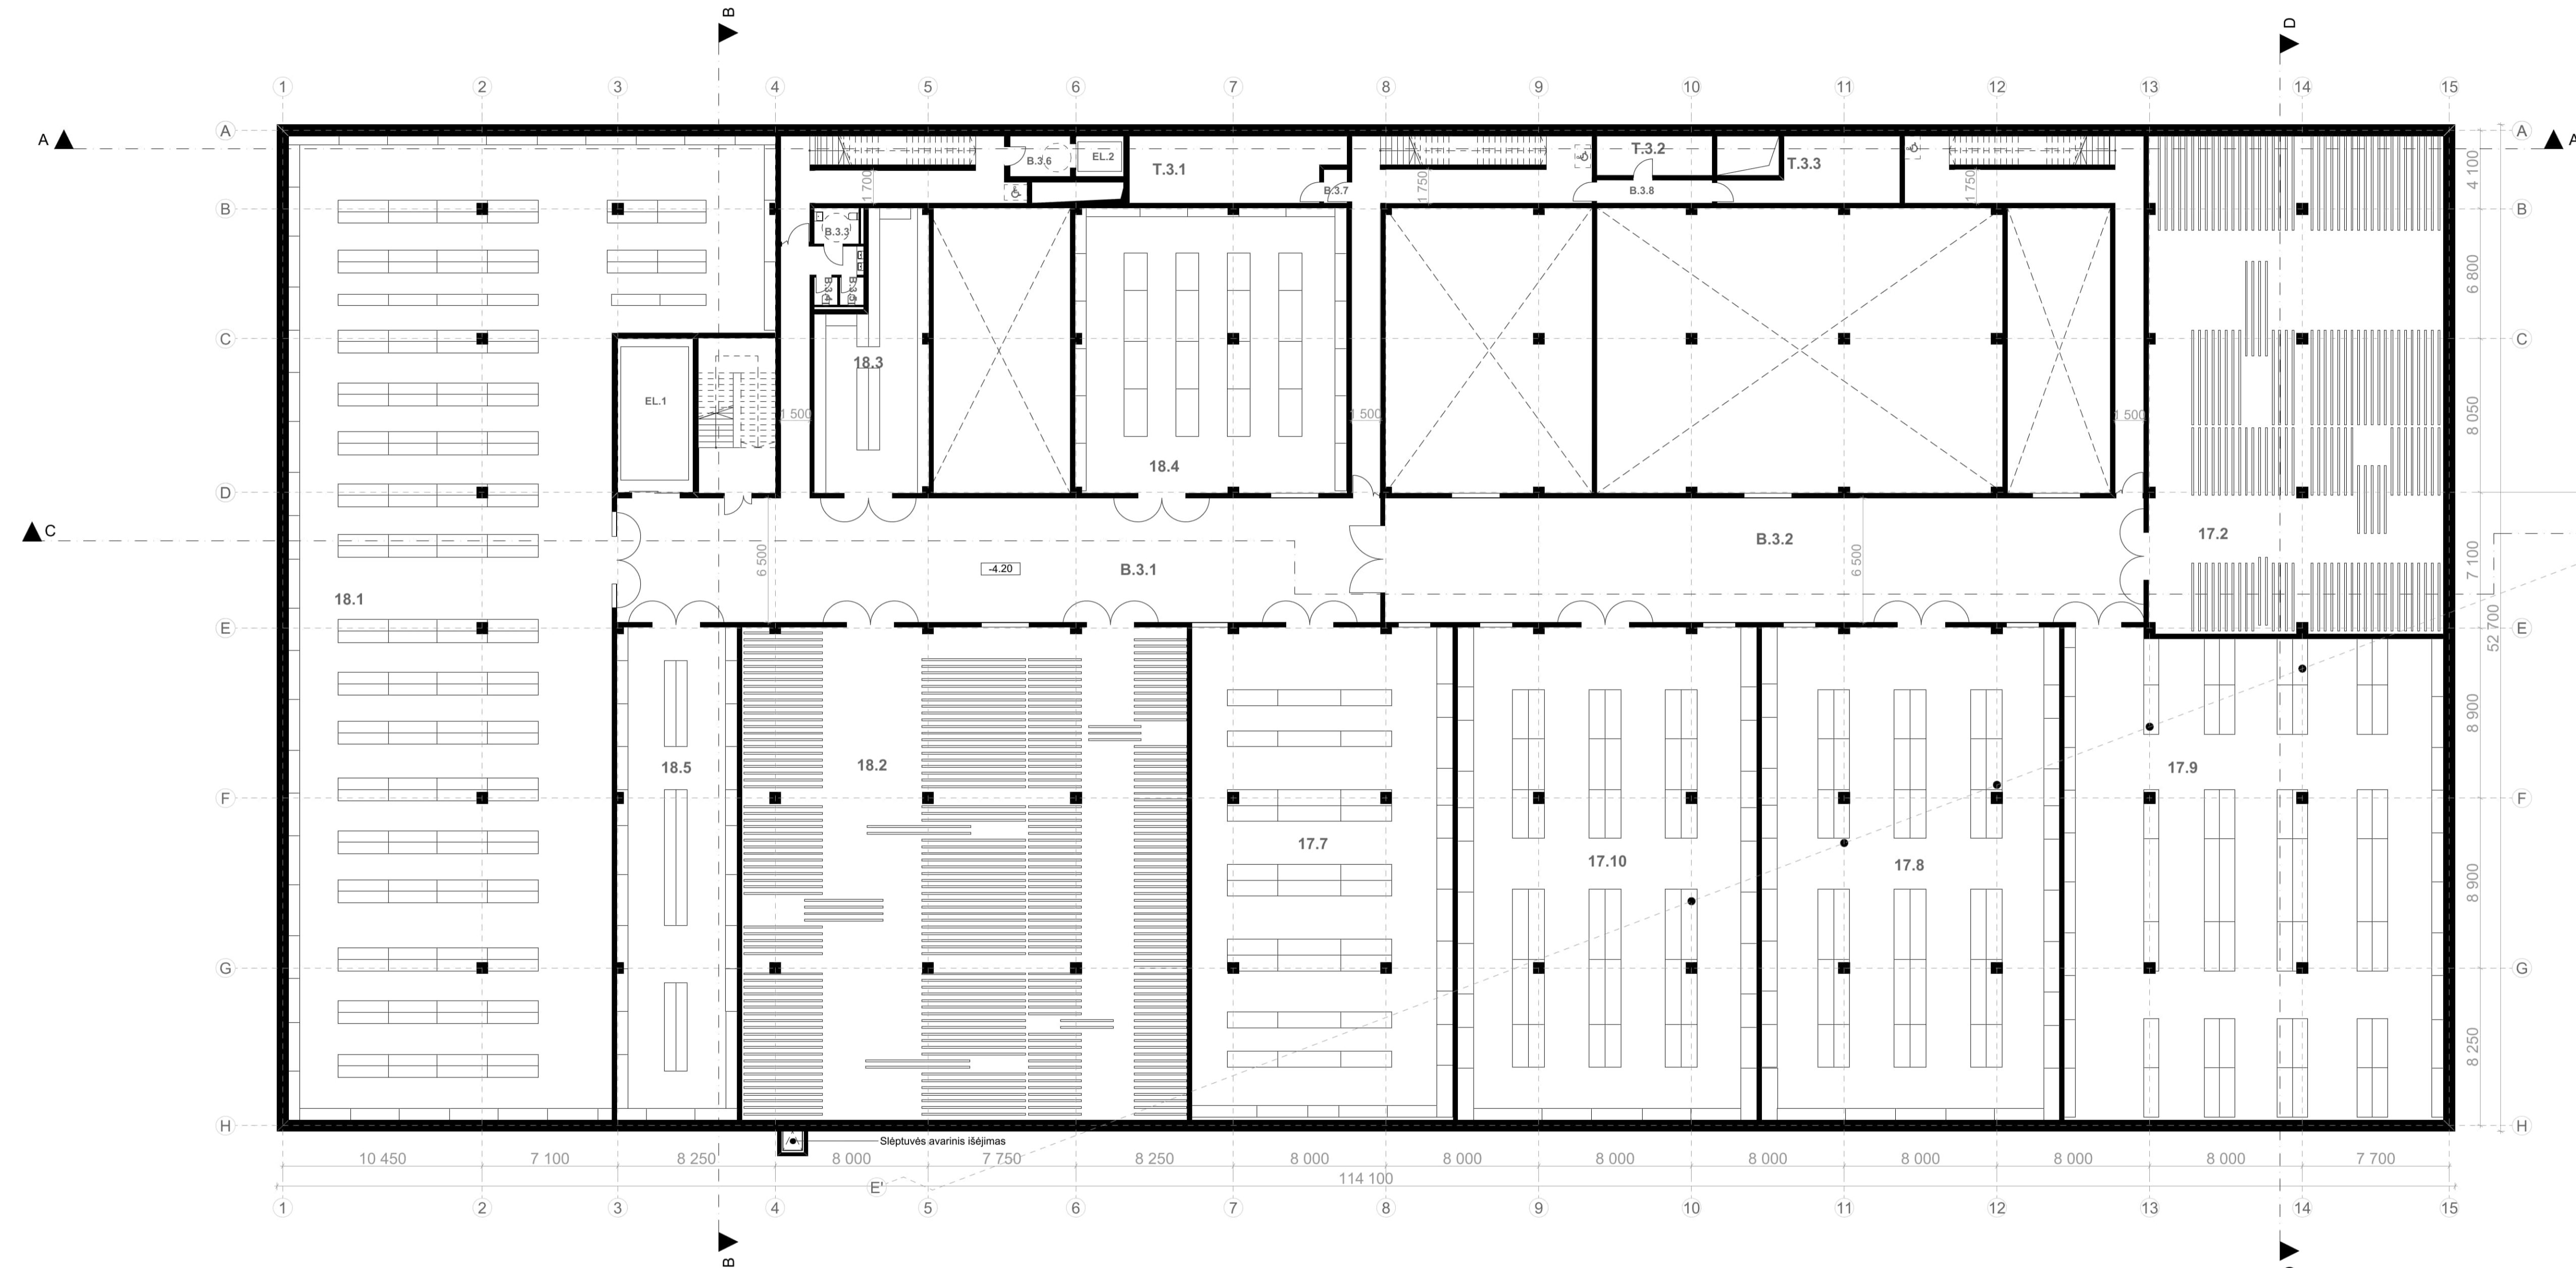 B
D
1 2 3 4 5 6 7 8 9 10 11 12 13 14 15
A A
A A
4 100
EL.2
B.3.6
T.3.1
T.3.2
T.3.3
B.3.7
B.3.8
1 700
1 750
1 750
B B
B.3.3
6 800
B.3.4
B.3.5
C C
18.3
EL.1
1 500
1 500
1 500
8 050
18.4
D
C
17.2
B.3.2
6 500
6 500
7 100
-4.20
B.3.1
18.1
E E
52 700
8 900
18.5
18.2
17.9
F F
17.7
17.10
17.8
8 900
G G
8 250
H H
Slėptuvės avarinis išėjimas
10 450 7 100 8 250 8 000 7 750 8 250 8 000 8 000 8 000 8 000 8 000 8 000 8 000 7 700
114 100
E'
1 2 3 4 5 6 7 8 9 10 11 12 13 14 15
B